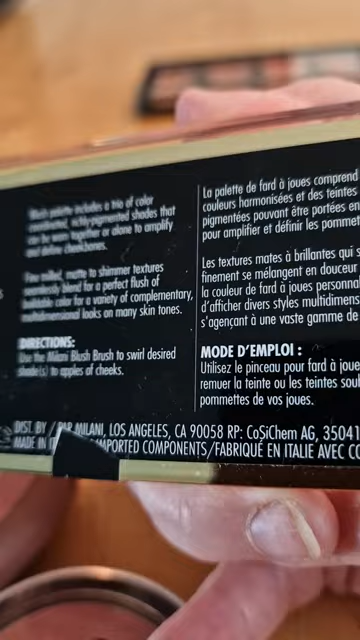 Blush palette includes a trio of color
coordinated, richly-pigmented shades that
can be worn together or alone to amplify
and define cheekbones.
Fine milled, matte to shimmer textures
seamlessly blend for a perfect flush of
buildable color for a variety of complementary,
multidimensional looks on many skin tones.
DIRECTIONS:
Use the Milani Blush Brush to swirl desired
shade(s) to apples of cheeks.
La palette de fard à joues comprend
couleurs harmonisées et des teintes
pigmentées pouvant être portées en
pour amplifier et définir les pommet
Les textures mates à brillantes qui s
finement se mélangent en douceur
la couleur de fard à joues personnal
d'afficher divers styles multidimens
s'agençant à une vaste gamme de
MODE D'EMPLOI :
Utilisez le pinceau pour fard à joue
remuer la teinte ou les teintes sou
pommettes de vos joues.
DIST. BY / PAR MILANI, LOS ANGELES, CA 90058 RP: CoSiChem AG, 35041
MADE IN IMPORTED COMPONENTS/FABRIQUÉ EN ITALIE AVEC CO